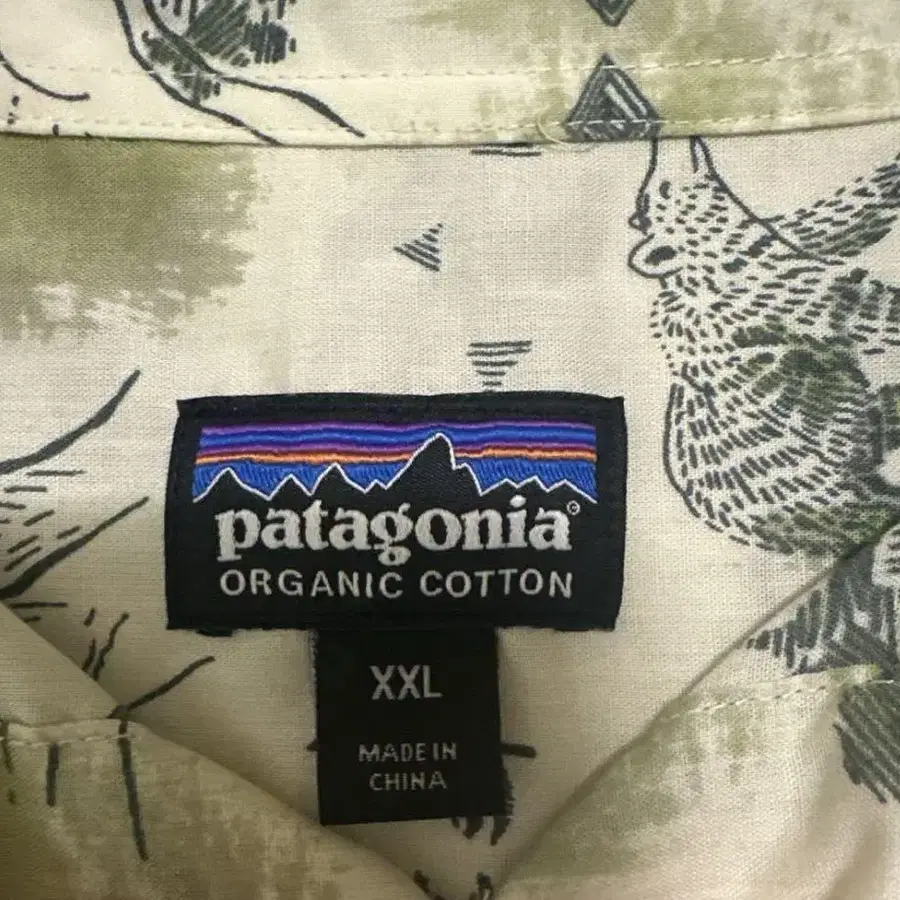 patagonia®
ORGANIC COTTON
XXL
MADE IN
CHINA